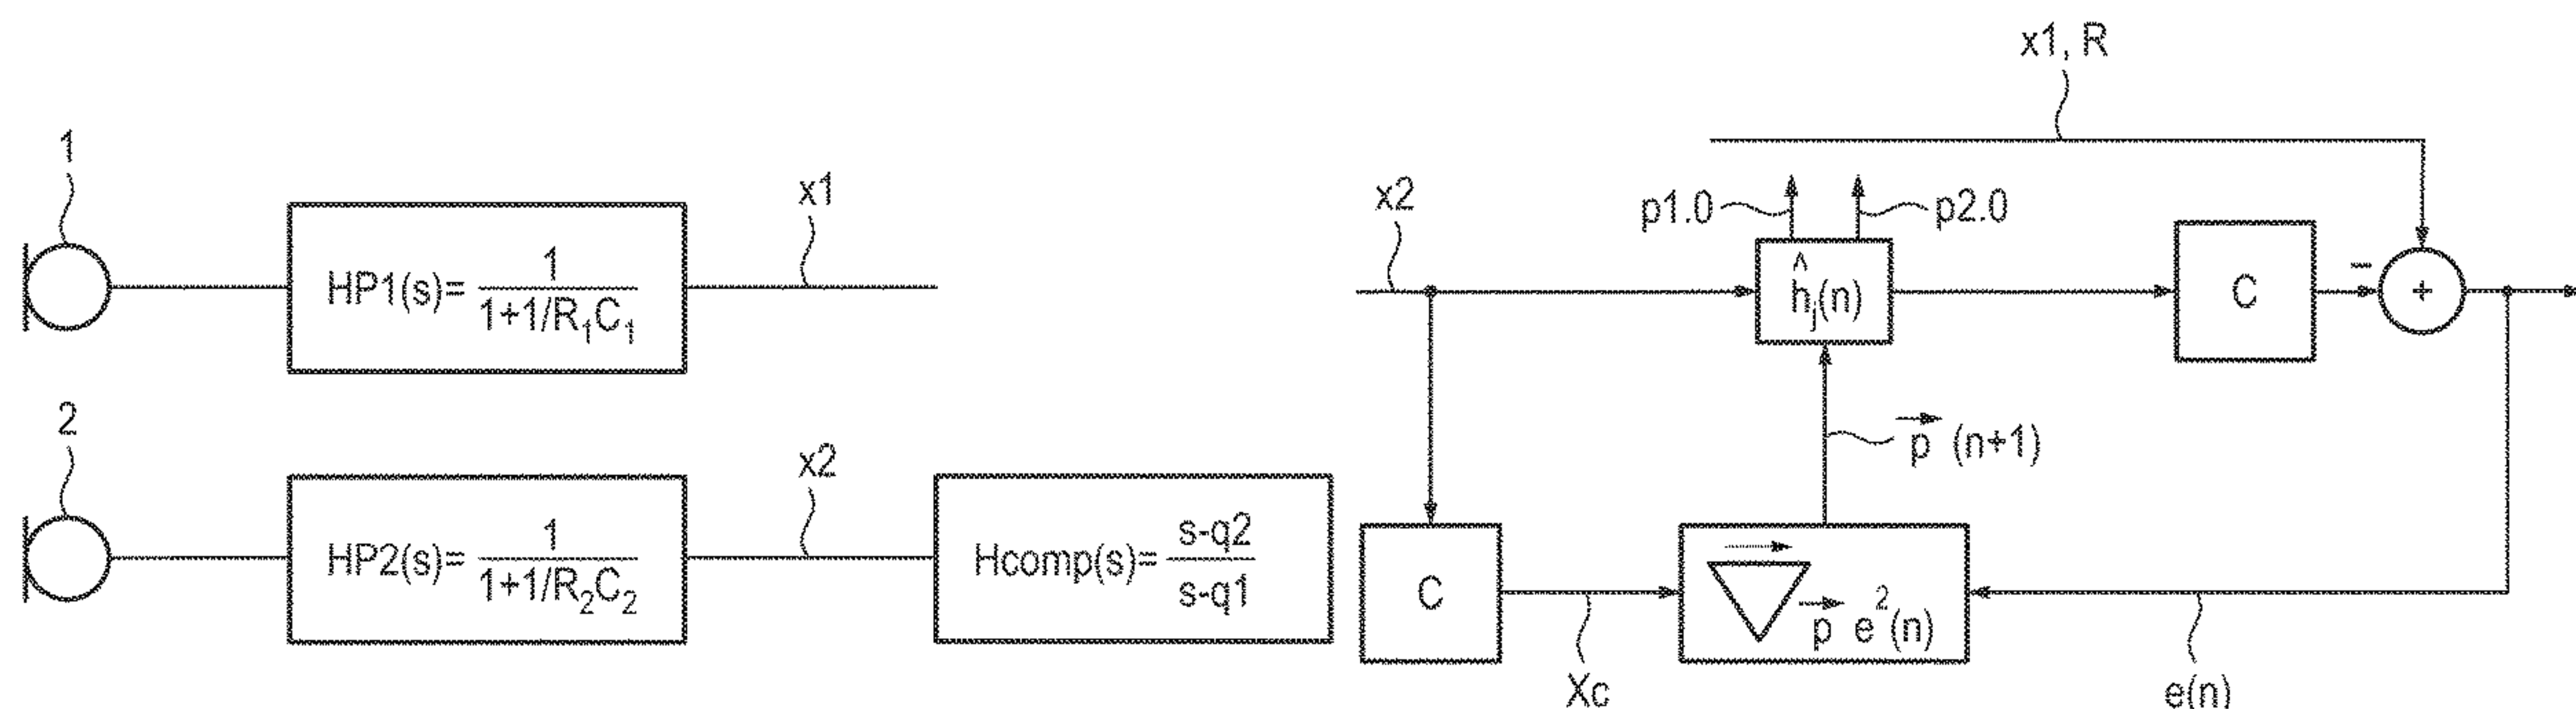 1
HP1(s)= 1 / 1+1/R₁C₁
x1
2
HP2(s)= 1 / 1+1/R₂C₂
x2
Hcomp(s)= s-q2 / s-q1
x1, R
x2
p1.0
p2.0
ĥⱼ(n)
C
−
+
p⃗ (n+1)
C
Xc
▽⃗ p⃗ e²(n)
e(n)